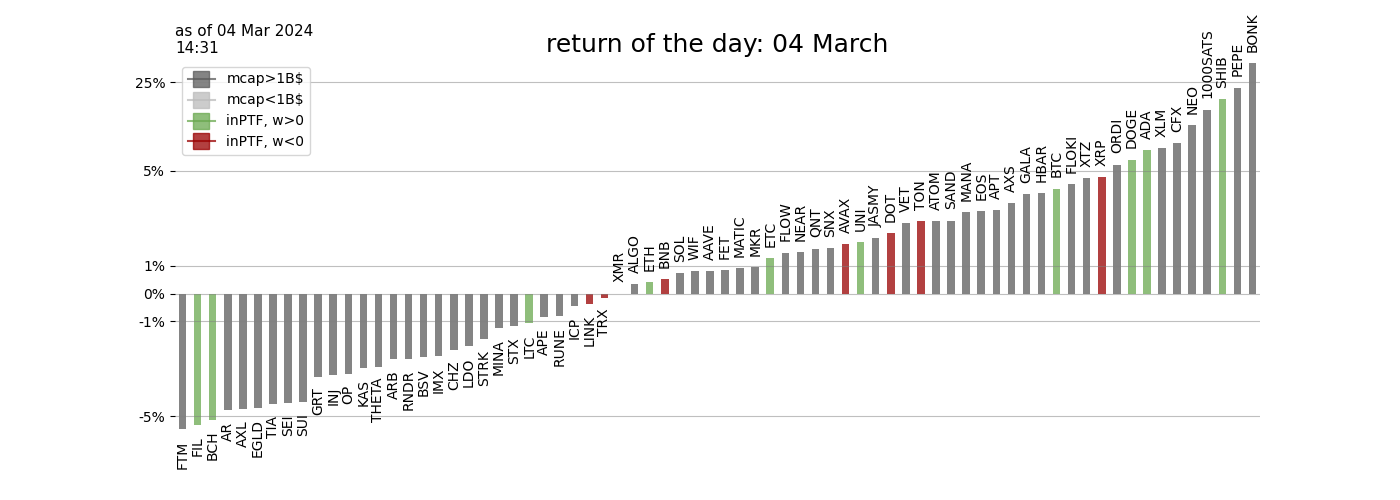 as of 04 Mar 2024
14:31
return of the day: 04 March
mcap>1B$
mcap<1B$
inPTF, w>0
inPTF, w<0
25%
5%
1%
0%
-1%
-5%
FTM
FIL
BCH
AR
AXL
EGLD
TIA
SEI
SUI
GRT
INJ
OP
KAS
THETA
ARB
RNDR
BSV
IMX
CHZ
LDO
STRK
MINA
STX
LTC
APE
RUNE
ICP
LINK
TRX
XMR
ALGO
ETH
BNB
SOL
WIF
AAVE
FET
MATIC
MKR
ETC
FLOW
NEAR
QNT
SNX
AVAX
UNI
JASMY
DOT
VET
TON
ATOM
SAND
MANA
EOS
APT
AXS
GALA
HBAR
BTC
FLOKI
XTZ
XRP
ORDI
DOGE
ADA
XLM
CFX
NEO
1000SATS
SHIB
PEPE
BONK